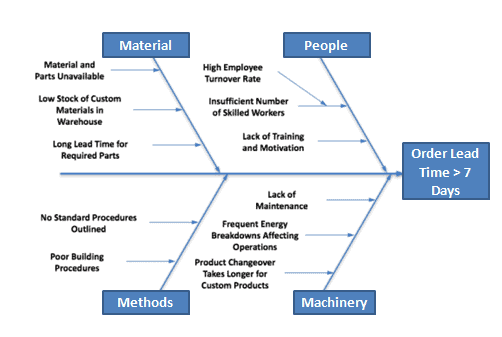 Material
People
Material and
Parts Unavailable
High Employee
Turnover Rate
Low Stock of Custom
Materials in
Warehouse
Insufficient Number
of Skilled Workers
Long Lead Time for
Required Parts
Lack of Training
and Motivation
Order Lead
Time > 7
Days
No Standard Procedures
Outlined
Lack of
Maintenance
Poor Building
Procedures
Frequent Energy
Breakdowns Affecting
Operations
Product Changeover
Takes Longer for
Custom Products
Methods
Machinery